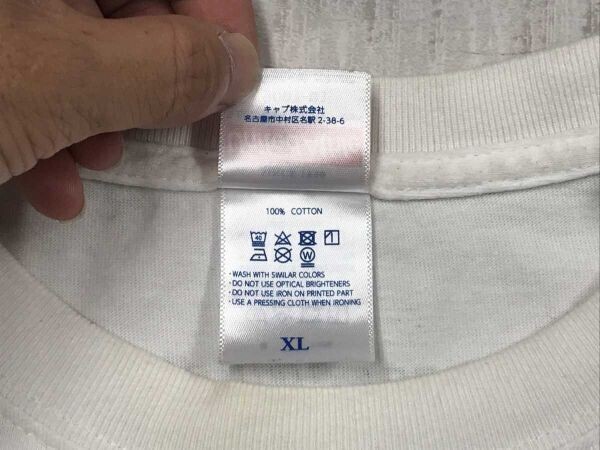 キャブ株式会社
名古屋市中村区名駅 2-38-6
100% COTTON
40
W
· WASH WITH SIMILAR COLORS
· DO NOT USE OPTICAL BRIGHTENERS
· DO NOT USE IRON ON PRINTED PART
· USE A PRESSING CLOTH WHEN IRONING
XL